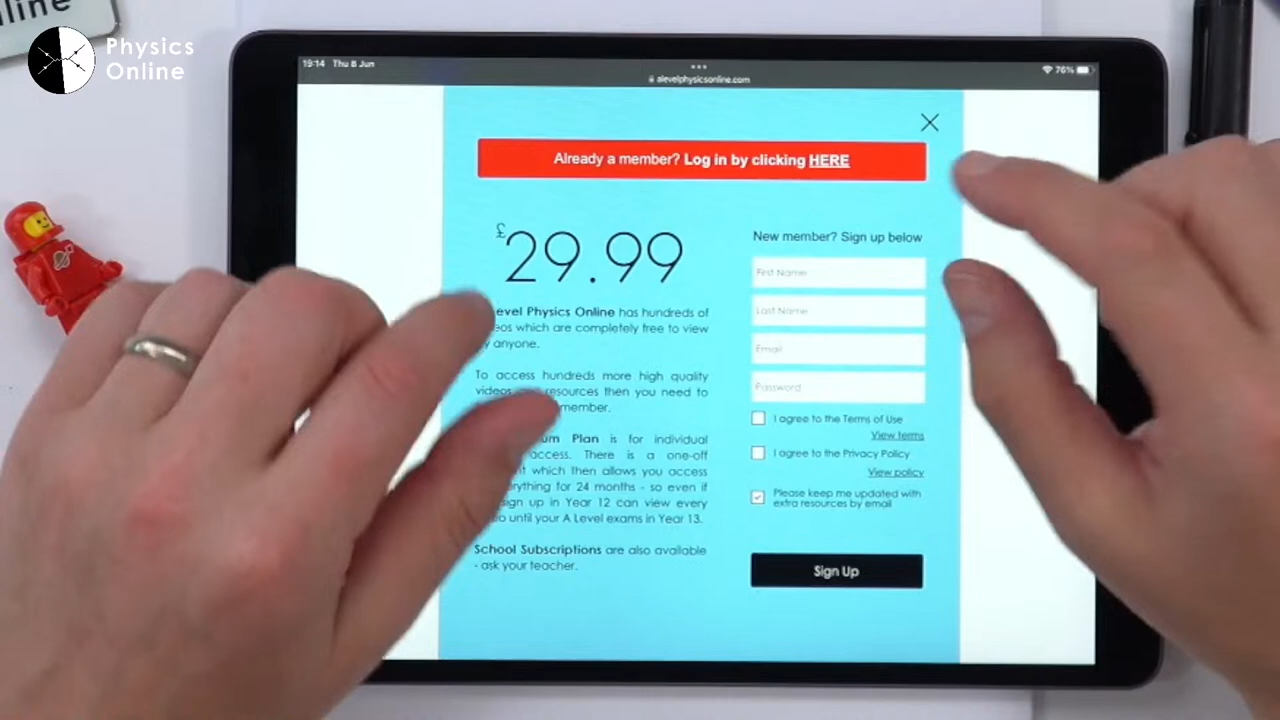 Physics
Online
19:14 Thu 8 Jun
alevelphysicsonline.com
76%
Already a member? Log in by clicking HERE
£29.99
New member? Sign up below
First Name
Last Name
Email
Password
Level Physics Online has hundreds of
which are completely free to view
anyone.
To access hundreds more high quality
videos resources then you need to
member.
Plan is for individual
access. There is a one-off
which then allows you access
for 24 months - so even if
sign up in Year 12 can view every
until your A Level exams in Year 13.
School Subscriptions are also available
- ask your teacher.
I agree to the Terms of Use
View terms
I agree to the Privacy Policy
View policy
Please keep me updated with
extra resources by email
Sign Up